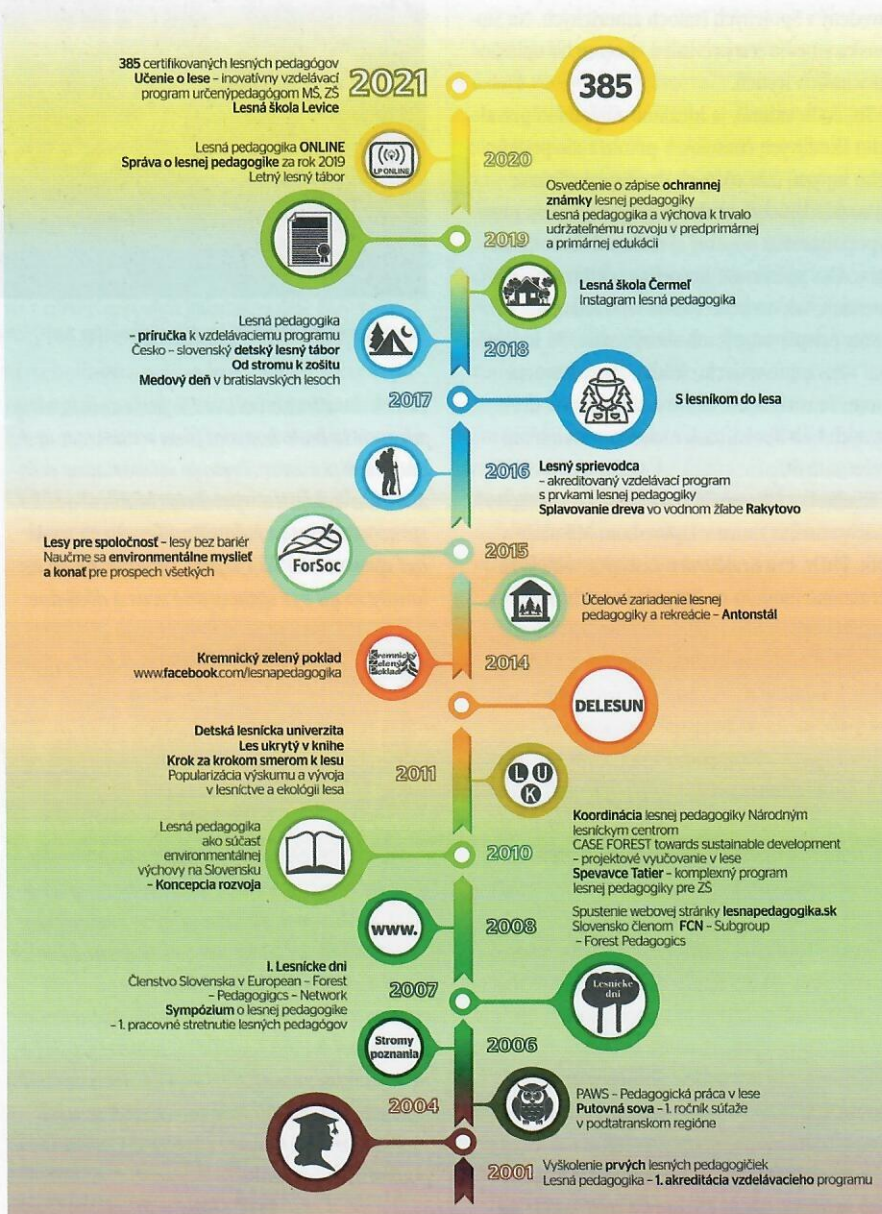 385 certifikovaných lesných pedagógov
Učenie o lese – inovatívny vzdelávací
program určenýpedagógom MŠ, ZŠ
Lesná škola Levice
2021
385
Lesná pedagogika ONLINE
Správa o lesnej pedagogike za rok 2019
Letný lesný tábor
LP ONLINE
2020
Osvedčenie o zápise ochrannej
známky lesnej pedagogiky
Lesná pedagogika a výchova k trvalo
udržateľnému rozvoju v predprimárnej
a primárnej edukácii
2019
Lesná škola Čermeľ
Instagram lesná pedagogika
Lesná pedagogika
– príručka k vzdelávaciemu programu
Česko – slovenský detský lesný tábor
Od stromu k zošitu
Medový deň v bratislavských lesoch
2018
2017
S lesníkom do lesa
2016
Lesný sprievodca
– akreditovaný vzdelávací program
s prvkami lesnej pedagogiky
Splavovanie dreva vo vodnom žľabe Rakytovo
Lesy pre spoločnosť – lesy bez bariér
Naučme sa environmentálne myslieť
a konať pre prospech všetkých
ForSoc
2015
Účelové zariadenie lesnej
pedagogiky a rekreácie – Antonstál
Kremnický zelený poklad
www.facebook.com/lesnapedagogika
Kremnický
zelený
poklad
2014
DELESUN
Detská lesnícka univerzita
Les ukrytý v knihe
Krok za krokom smerom k lesu
Popularizácia výskumu a vývoja
v lesníctve a ekológii lesa
2011
L U
K
Koordinácia lesnej pedagogiky Národným
lesníckym centrom
CASE FOREST towards sustainable development
– projektové vyučovanie v lese
Spevavce Tatier – komplexný program
lesnej pedagogiky pre ZŠ
Lesná pedagogika
ako súčasť
environmentálnej
výchovy na Slovensku
– Koncepcia rozvoja
2010
www.
2008
Spustenie webovej stránky lesnapedagogika.sk
Slovensko členom FCN – Subgroup
– Forest Pedagogics
I. Lesnícke dni
Členstvo Slovenska v European – Forest
– Pedagogigcs – Network
Sympózium o lesnej pedagogike
– 1. pracovné stretnutie lesných pedagógov
2007
Lesnícke
dni
Stromy
poznania
2006
2004
PAWS – Pedagogická práca v lese
Putovná sova – 1. ročník súťaže
v podtatranskom regióne
2001
Vyškolenie prvých lesných pedagogičiek
Lesná pedagogika – 1. akreditácia vzdelávacieho programu